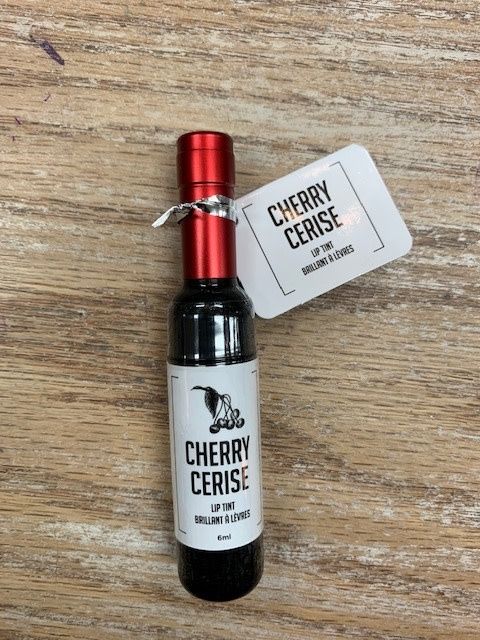 CHERRY
CERISE
LIP TINT
BRILLANT À LÈVRES
CHERRY
CERISE
LIP TINT
BRILLANT À LÈVRES
6ml